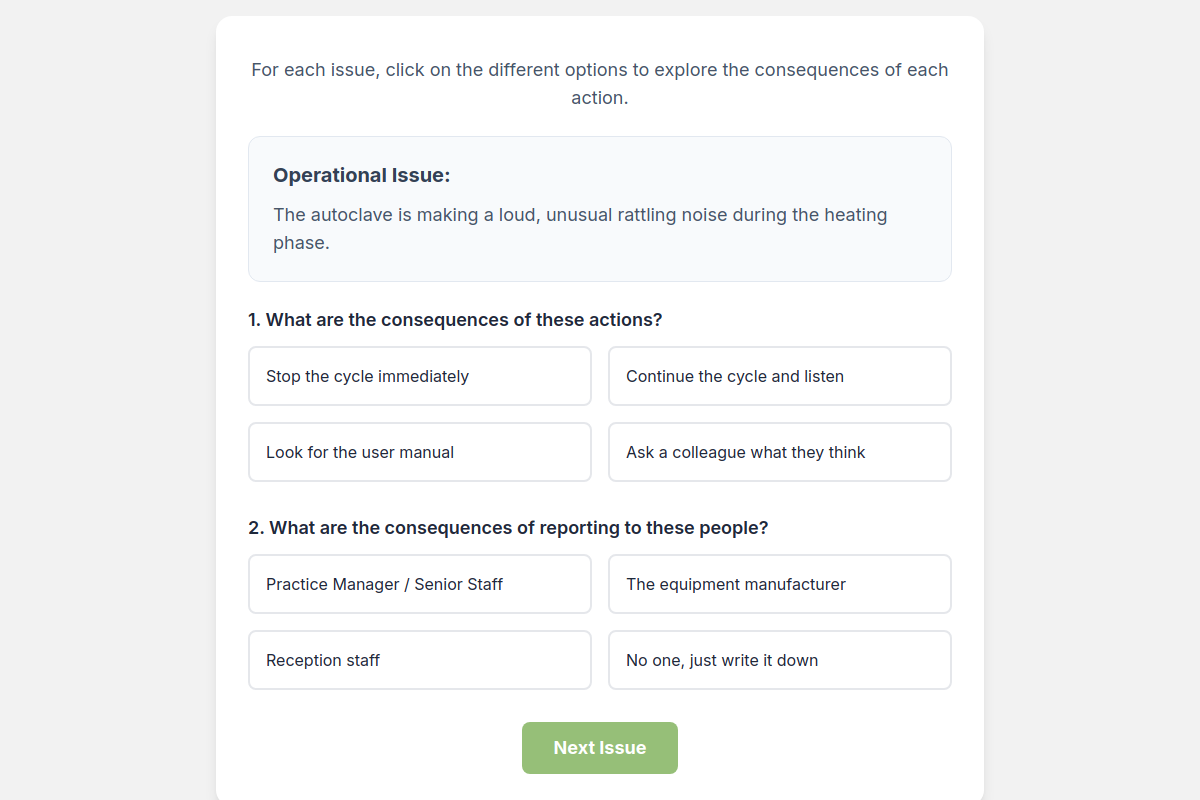 For each issue, click on the different options to explore the consequences of each
action.
Operational Issue:
The autoclave is making a loud, unusual rattling noise during the heating
phase.
1. What are the consequences of these actions?
Stop the cycle immediately
Continue the cycle and listen
Look for the user manual
Ask a colleague what they think
2. What are the consequences of reporting to these people?
Practice Manager / Senior Staff
The equipment manufacturer
Reception staff
No one, just write it down
Next Issue